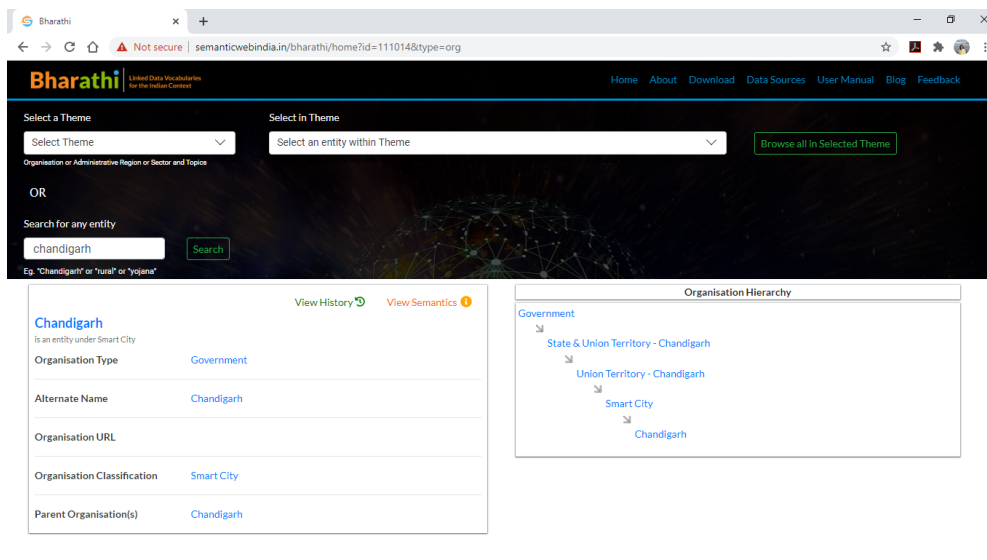 Bharathi
Not secure | semanticwebindia.in/bharathi/home?id=111014&type=org
Bharathi Linked Data Vocabularies
for the Indian Context
Home About Download Data Sources User Manual Blog Feedback
Select a Theme
Select in Theme
Select Theme
Select an entity within Theme
Browse all in Selected Theme
Organisation or Administrative Region or Sector and Topics
OR
Search for any entity
chandigarh
Search
Eg. "Chandigarh" or "rural" or "yojana"
View History
View Semantics
Chandigarh
is an entity under Smart City
Organisation Type Government
Alternate Name Chandigarh
Organisation URL
Organisation Classification Smart City
Parent Organisation(s) Chandigarh
Organisation Hierarchy
Government
State & Union Territory - Chandigarh
Union Territory - Chandigarh
Smart City
Chandigarh